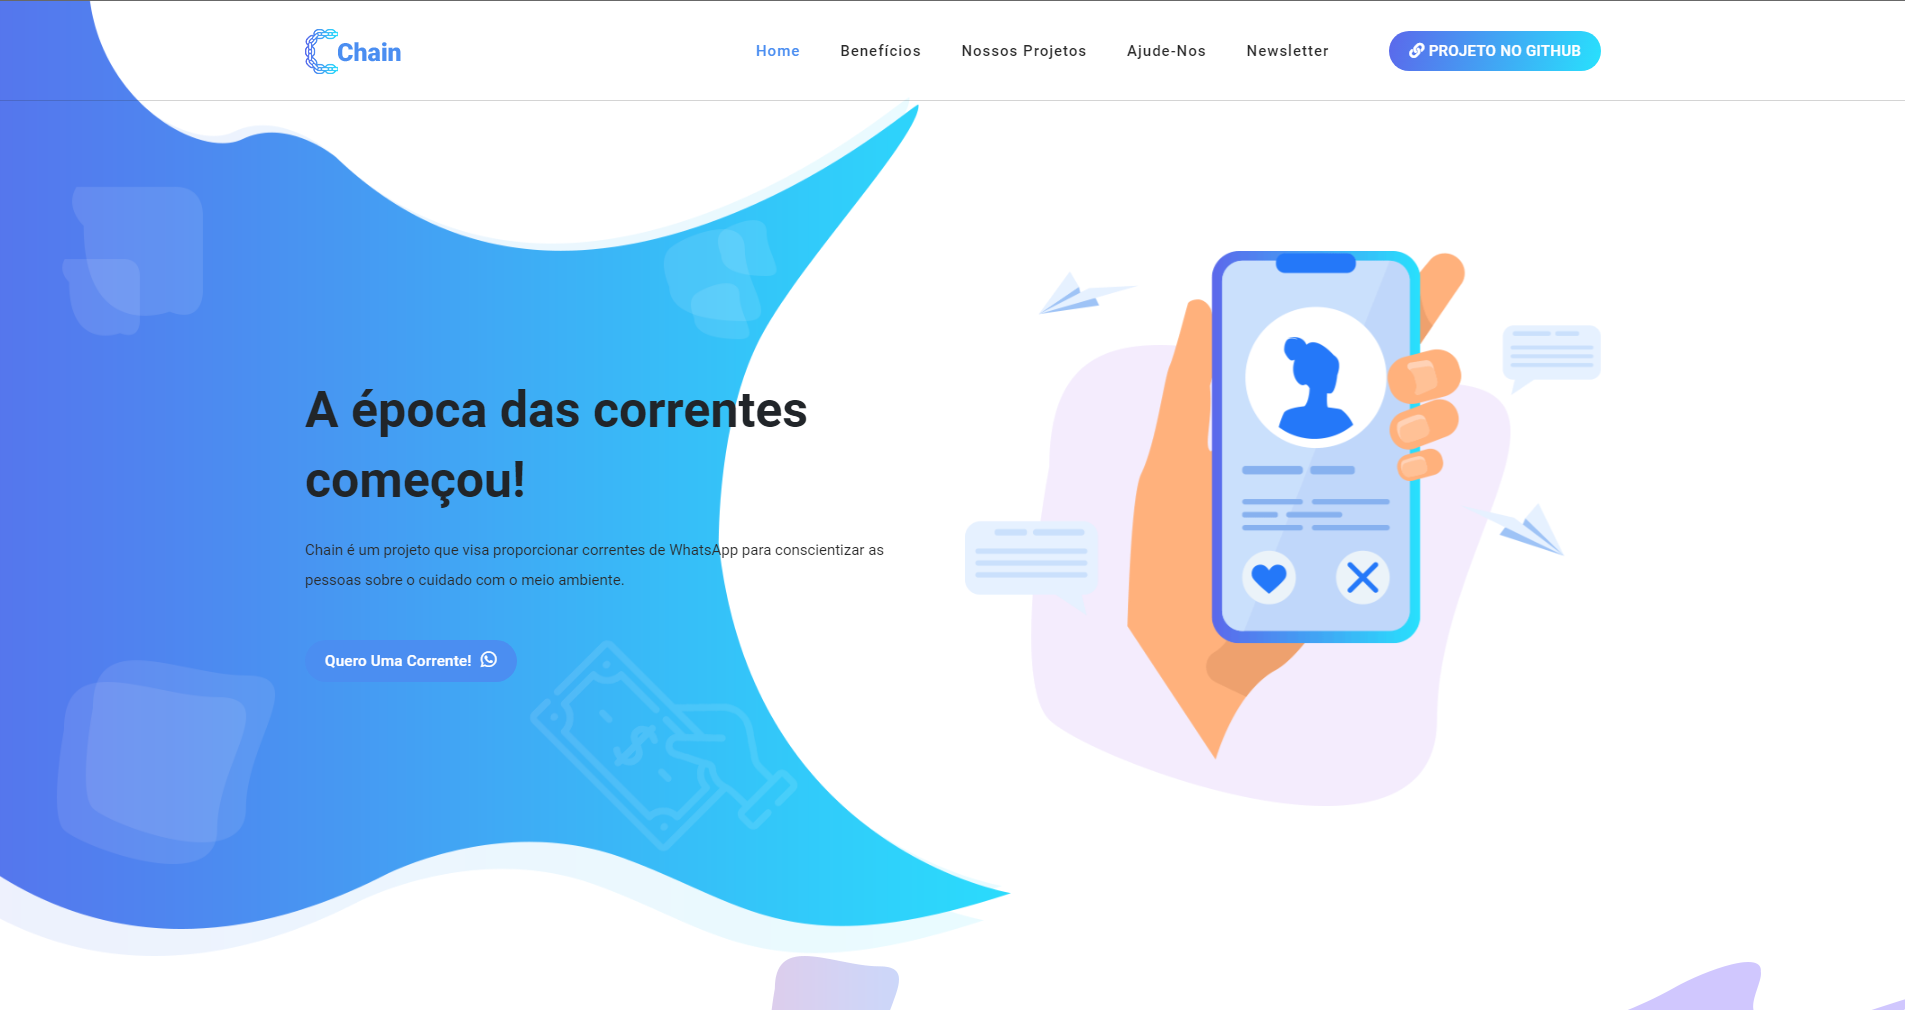 Chain
Home
Benefícios
Nossos Projetos
Ajude-Nos
Newsletter
PROJETO NO GITHUB
A época das correntes
começou!
Chain é um projeto que visa proporcionar correntes de WhatsApp para conscientizar as
pessoas sobre o cuidado com o meio ambiente.
Quero Uma Corrente!
$